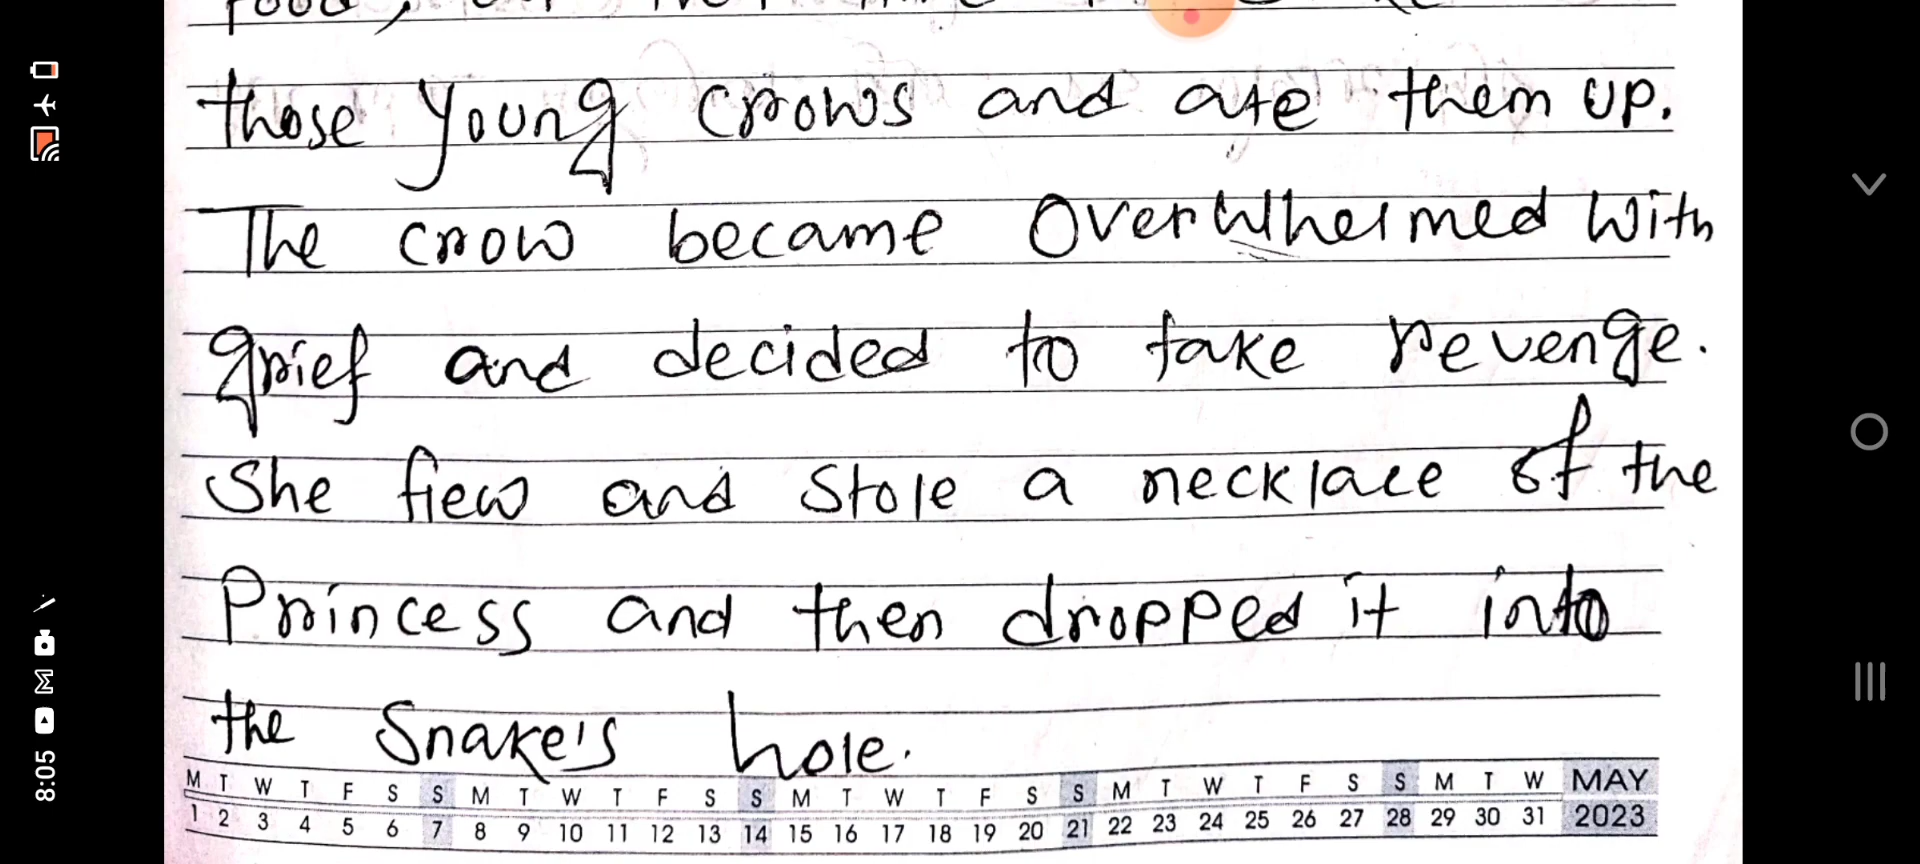 those young crows and ate them up.
The crow became overwhelmed with
grief and decided to take revenge.
She flew and stole a necklace of the
Princess and then dropped it into
the Snake's hole.
M T W T F S S M T W T F S S M T W T F S S M T W T F S S M T W MAY
1 2 3 4 5 6 7 8 9 10 11 12 13 14 15 16 17 18 19 20 21 22 23 24 25 26 27 28 29 30 31 2023
8:05